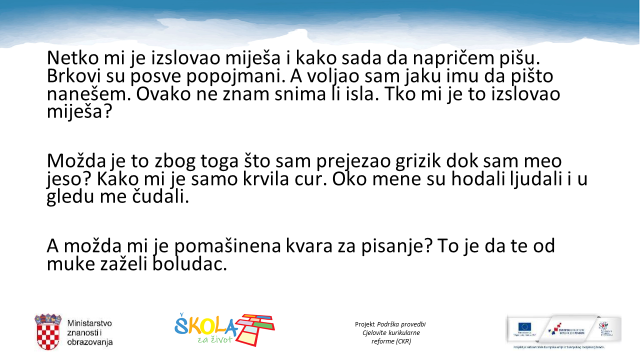 Netko mi je izslovao miješa i kako sada da napričem pišu.
Brkovi su posve popojmani. A voljao sam jaku imu da pišto
nanešem. Ovako ne znam snima li isla. Tko mi je to izslovao
miješa?
Možda je to zbog toga što sam prejezao grizik dok sam meo
jeso? Kako mi je samo krvila cur. Oko mene su hodali ljudali i u
gledu me čudali.
A možda mi je pomašinena kvara za pisanje? To je da te od
muke zaželi boludac.
Ministarstvo
znanosti i
obrazovanja
ŠKOLA
za život
Projekt Podrška provedbi
Cjelovite kurikularne
reforme (CKR)